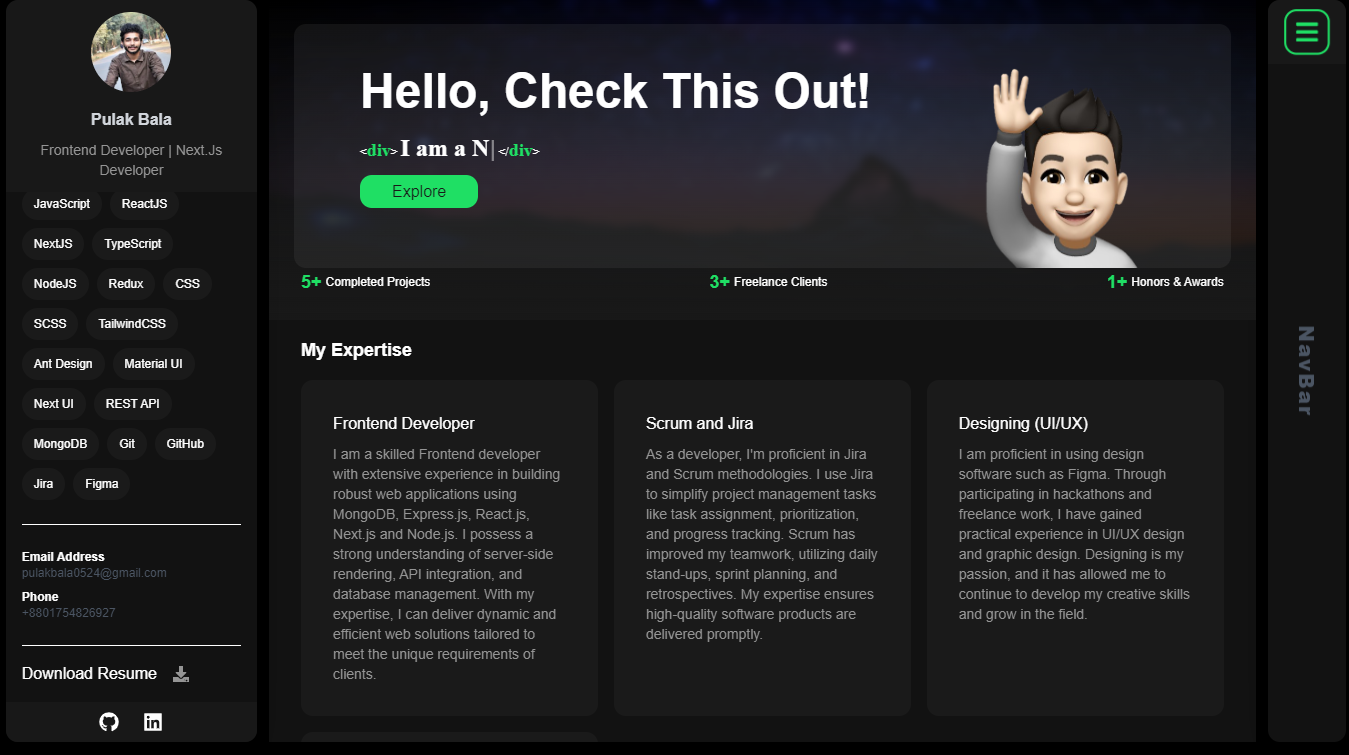 Pulak Bala
Frontend Developer | Next.Js
Developer
JavaScript ReactJS
NextJS TypeScript
NodeJS Redux CSS
SCSS TailwindCSS
Ant Design Material UI
Next UI REST API
MongoDB Git GitHub
Jira Figma
Email Address
pulakbala0524@gmail.com
Phone
+8801754826927
Download Resume
Hello, Check This Out!
<div> I am a N| </div>
Explore
5+ Completed Projects
3+ Freelance Clients
1+ Honors & Awards
My Expertise
Frontend Developer
I am a skilled Frontend developer
with extensive experience in building
robust web applications using
MongoDB, Express.js, React.js,
Next.js and Node.js. I possess a
strong understanding of server-side
rendering, API integration, and
database management. With my
expertise, I can deliver dynamic and
efficient web solutions tailored to
meet the unique requirements of
clients.
Scrum and Jira
As a developer, I'm proficient in Jira
and Scrum methodologies. I use Jira
to simplify project management tasks
like task assignment, prioritization,
and progress tracking. Scrum has
improved my teamwork, utilizing daily
stand-ups, sprint planning, and
retrospectives. My expertise ensures
high-quality software products are
delivered promptly.
Designing (UI/UX)
I am proficient in using design
software such as Figma. Through
participating in hackathons and
freelance work, I have gained
practical experience in UI/UX design
and graphic design. Designing is my
passion, and it has allowed me to
continue to develop my creative skills
and grow in the field.
NavBar